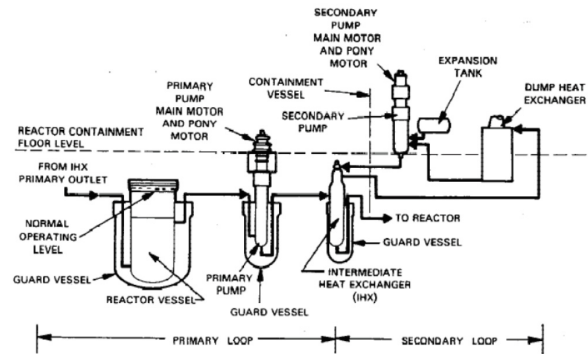 SECONDARY
PUMP
MAIN MOTOR
AND PONY
MOTOR
EXPANSION
TANK
PRIMARY
PUMP
MAIN MOTOR
AND PONY
MOTOR
CONTAINMENT
VESSEL
DUMP HEAT
EXCHANGER
SECONDARY
PUMP
REACTOR CONTAINMENT
FLOOR LEVEL
FROM IHX
PRIMARY OUTLET
TO REACTOR
NORMAL
OPERATING
LEVEL
GUARD VESSEL
GUARD VESSEL
REACTOR VESSEL
PRIMARY
PUMP
GUARD VESSEL
INTERMEDIATE
HEAT EXCHANGER
(IHX)
PRIMARY LOOP
SECONDARY LOOP